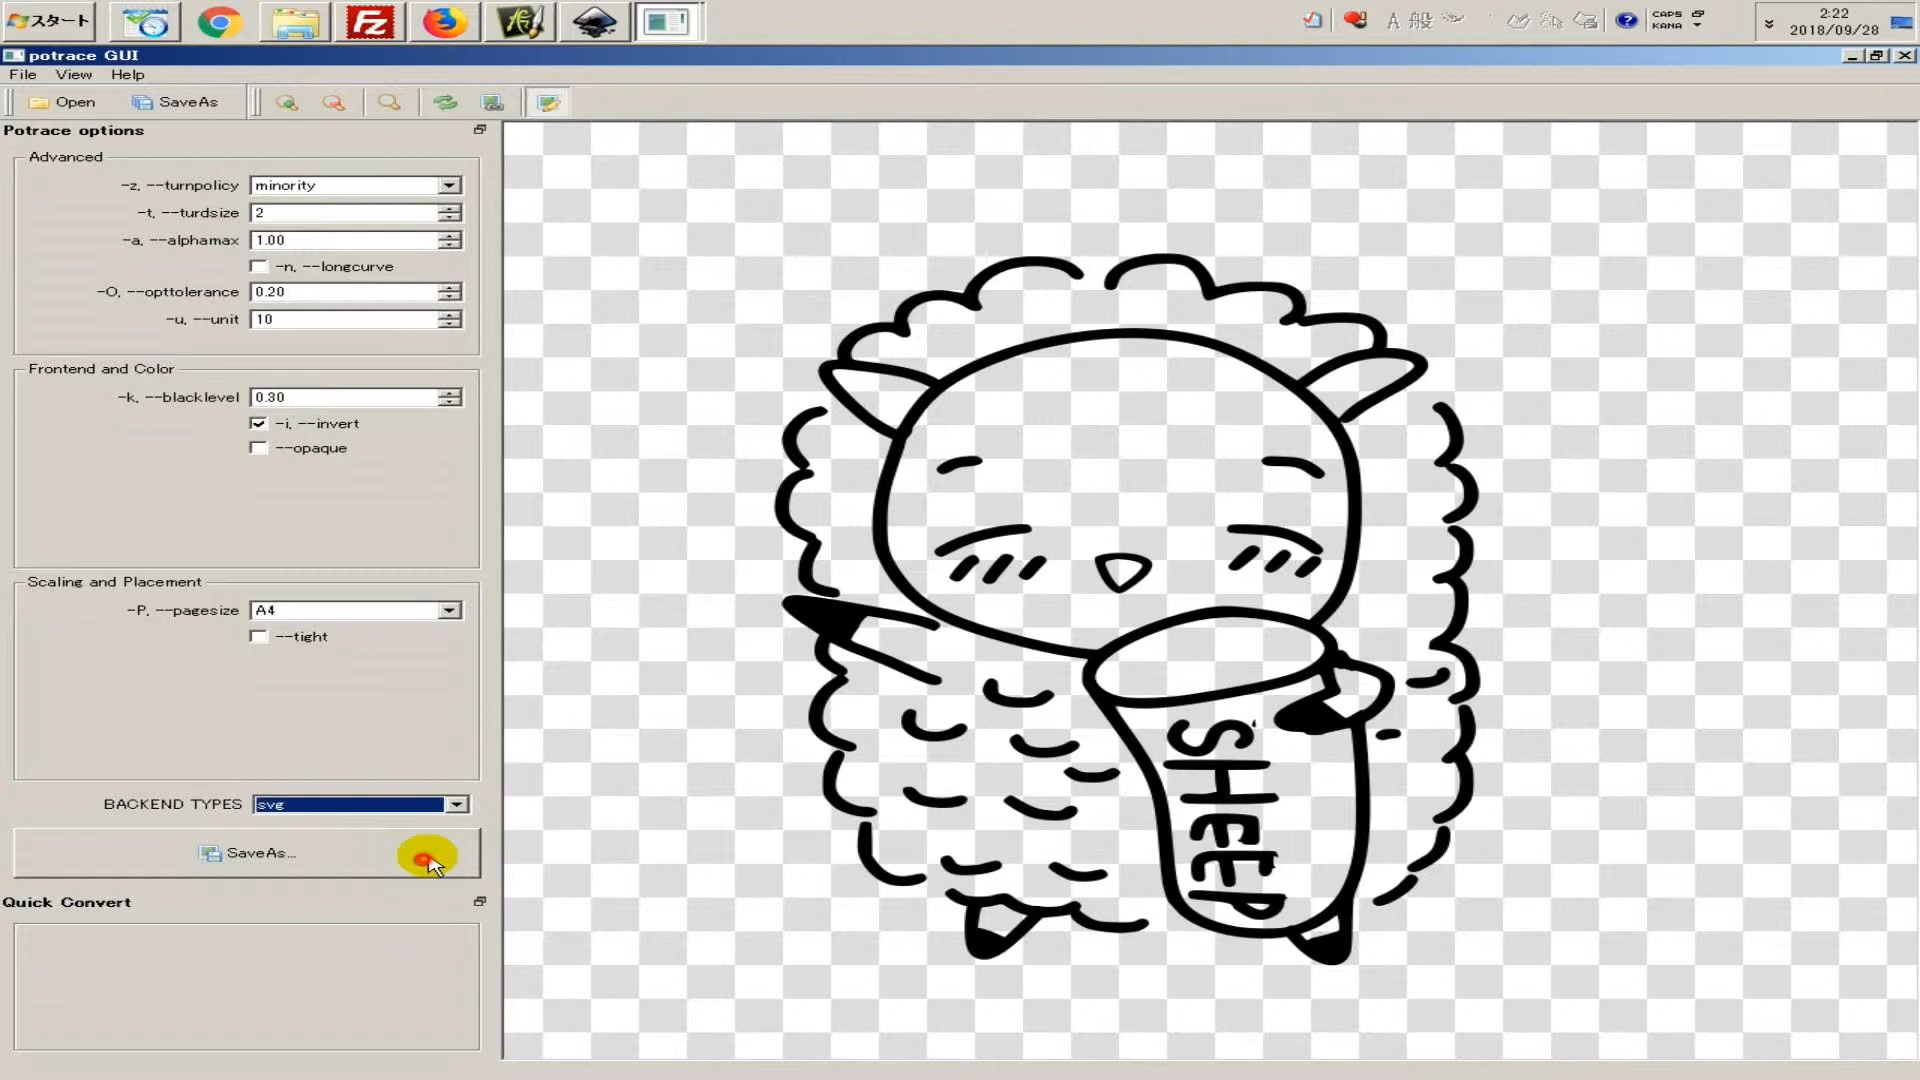 スタート
CAPS
KANA
2:22
2018/09/28
potrace GUI
File View Help
Open SaveAs
Potrace options
Advanced
-z, --turnpolicy minority
-t, --turdsize 2
-a, --alphamax 1.00
-n, --longcurve
-O, --opttolerance 0.20
-u, --unit 10
Frontend and Color
-k, --blacklevel 0.30
-i, --invert
--opaque
Scaling and Placement
-P, --pagesize A4
--tight
BACKEND TYPES svg
SaveAs...
Quick Convert
SHEEP
A 般